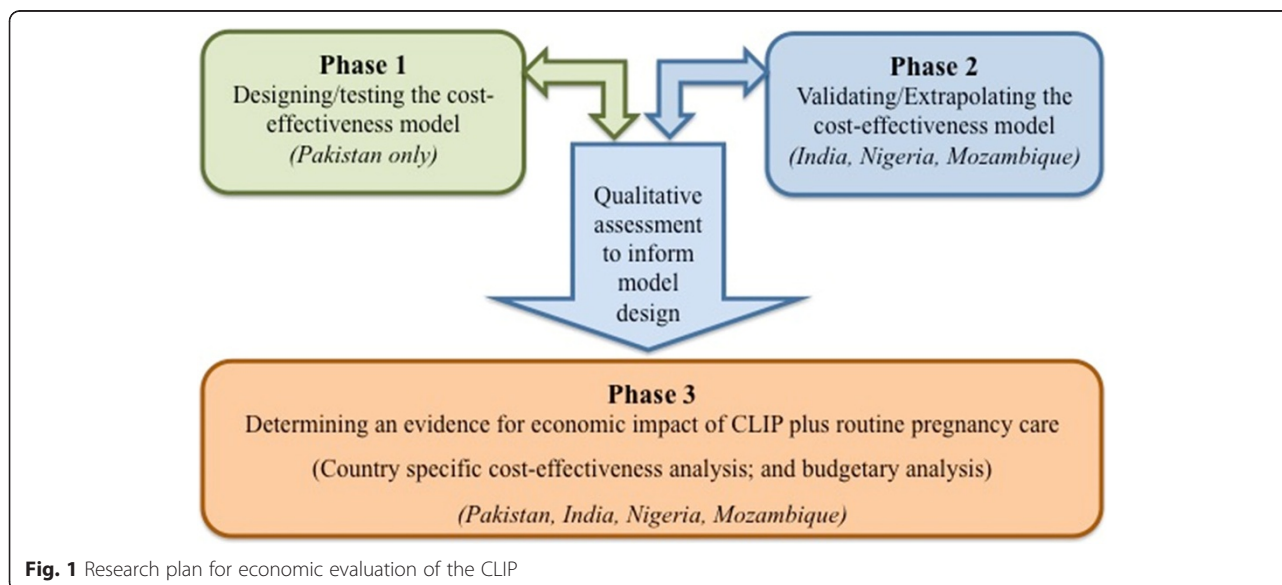 Phase 1
Designing/testing the cost-
effectiveness model
(Pakistan only)
Phase 2
Validating/Extrapolating the
cost-effectiveness model
(India, Nigeria, Mozambique)
Qualitative
assessment
to inform
model
design
Phase 3
Determining an evidence for economic impact of CLIP plus routine pregnancy care
(Country specific cost-effectiveness analysis; and budgetary analysis)
(Pakistan, India, Nigeria, Mozambique)
Fig. 1 Research plan for economic evaluation of the CLIP